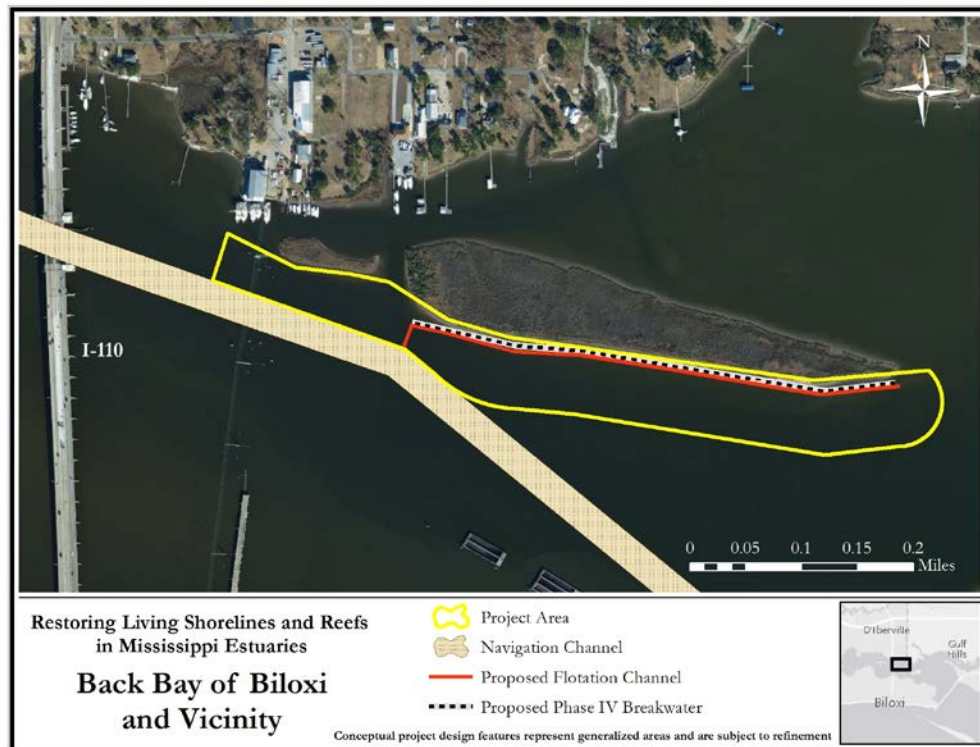 N
I-110
0 0.05 0.1 0.15 0.2
Miles
Restoring Living Shorelines and Reefs
in Mississippi Estuaries
Back Bay of Biloxi
and Vicinity
Project Area
Navigation Channel
Proposed Flotation Channel
Proposed Phase IV Breakwater
Conceptual project design features represent generalized areas and are subject to refinement
D'Iberville
Gulf
Hills
Biloxi